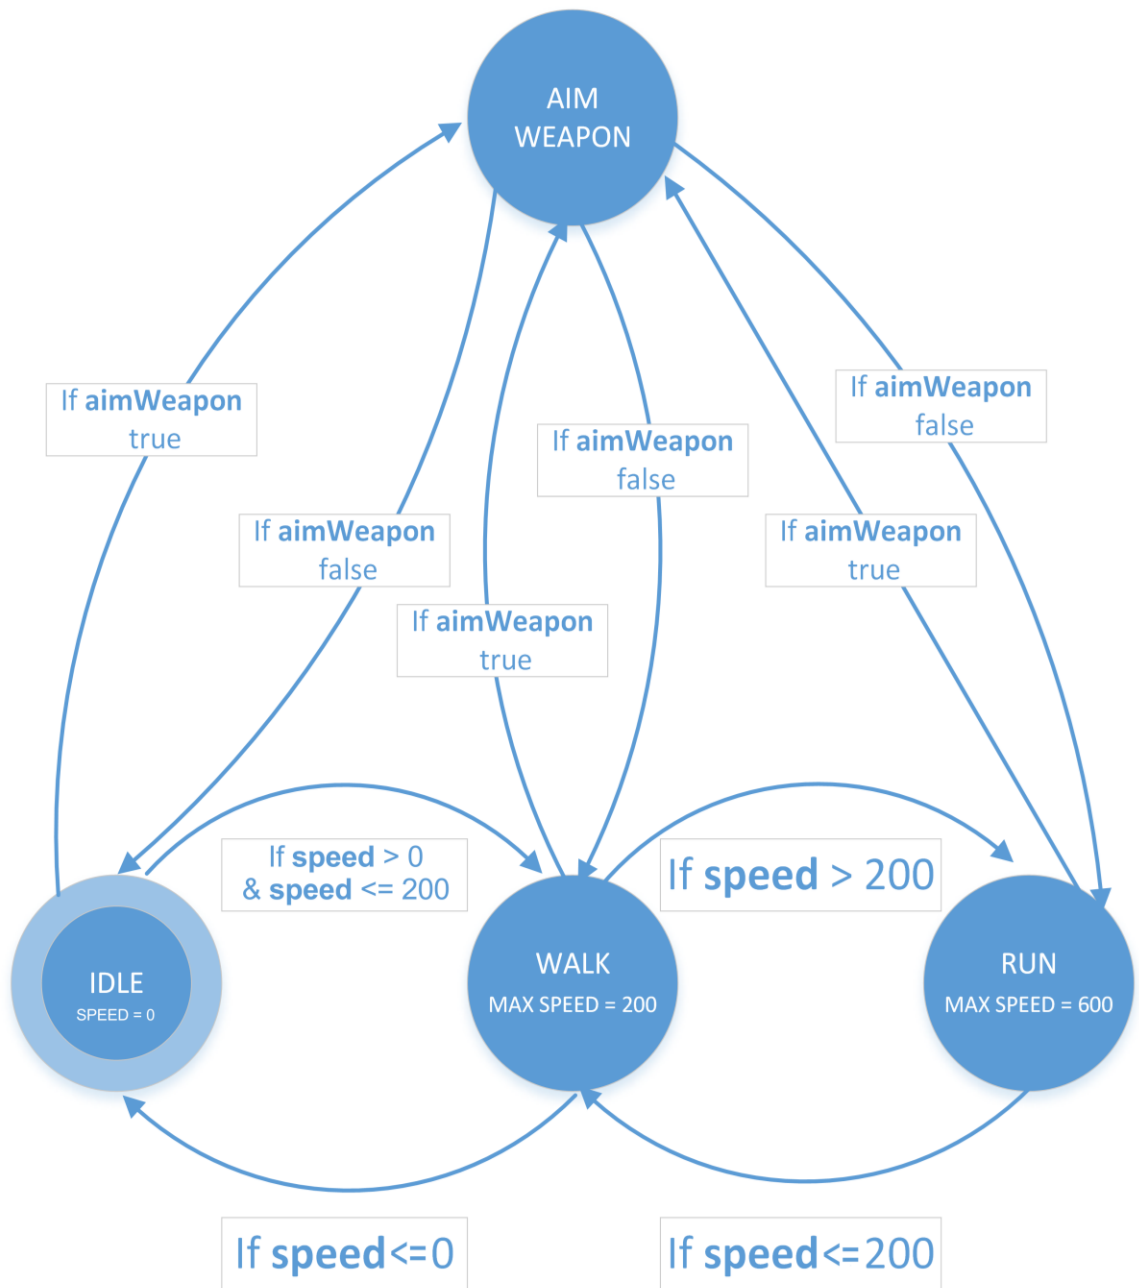 AIM
WEAPON
If aimWeapon
true
If aimWeapon
false
If aimWeapon
true
If aimWeapon
false
If aimWeapon
true
If aimWeapon
false
If speed > 0
& speed <= 200
If speed > 200
IDLE
SPEED = 0
WALK
MAX SPEED = 200
RUN
MAX SPEED = 600
If speed<=0
If speed<=200